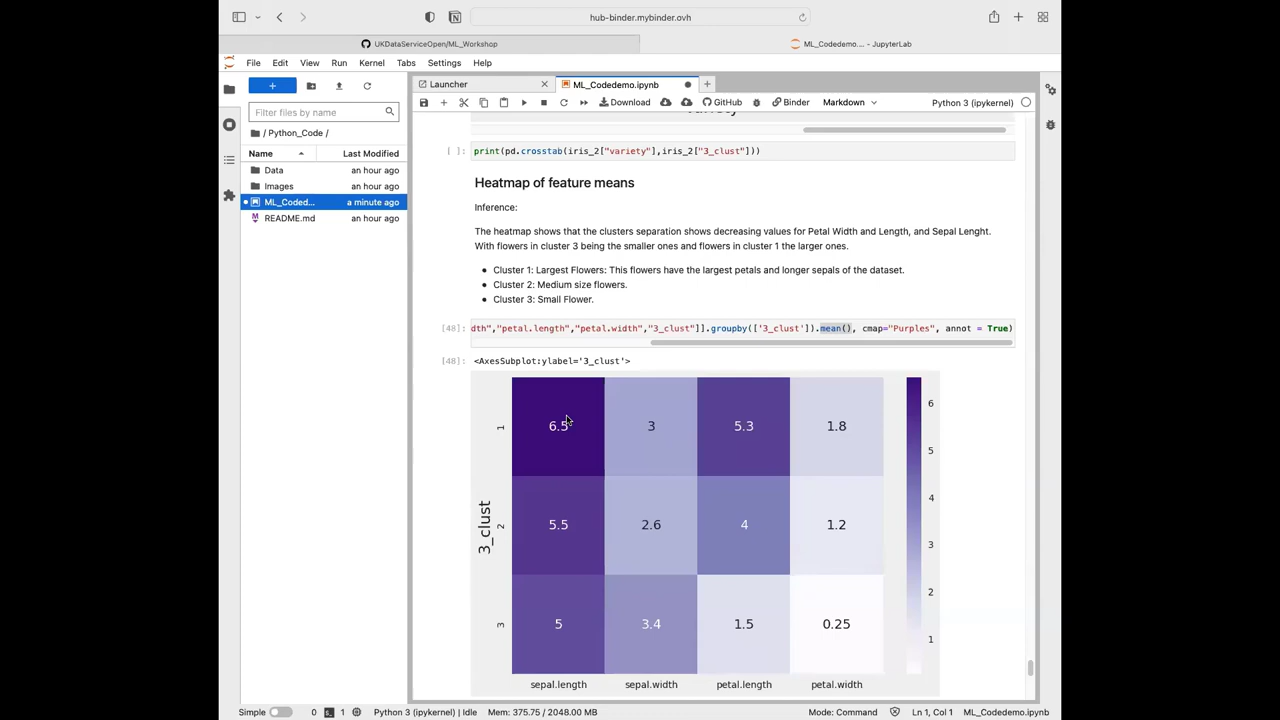 hub-binder.mybinder.ovh
UKDataServiceOpen/ML_Workshop
ML_Codedemo.... - JupyterLab
File Edit View Run Kernel Tabs Settings Help
Launcher
ML_Codedemo.ipynb
Download
GitHub
Binder
Markdown
Python 3 (ipykernel)
Filter files by name
/ Python_Code /
Name Last Modified
Data an hour ago
Images an hour ago
ML_Coded... a minute ago
README.md an hour ago
[ ]: print(pd.crosstab(iris_2["variety"],iris_2["3_clust"]))
Heatmap of feature means
Inference:
The heatmap shows that the clusters separation shows decreasing values for Petal Width and Length, and Sepal Lenght.
With flowers in cluster 3 being the smaller ones and flowers in cluster 1 the larger ones.
• Cluster 1: Largest Flowers: This flowers have the largest petals and longer sepals of the dataset.
• Cluster 2: Medium size flowers.
• Cluster 3: Small Flower.
[48]: dth","petal.length","petal.width","3_clust"]].groupby(['3_clust']).mean(), cmap="Purples", annot = True)
[48]: <AxesSubplot:ylabel='3_clust'>
1 6.5 3 5.3 1.8
2 5.5 2.6 4 1.2
3 5 3.4 1.5 0.25
3_clust
sepal.length sepal.width petal.length petal.width
6
5
4
3
2
1
Simple 0 1 Python 3 (ipykernel) | Idle Mem: 375.75 / 2048.00 MB Mode: Command Ln 1, Col 1 ML_Codedemo.ipynb